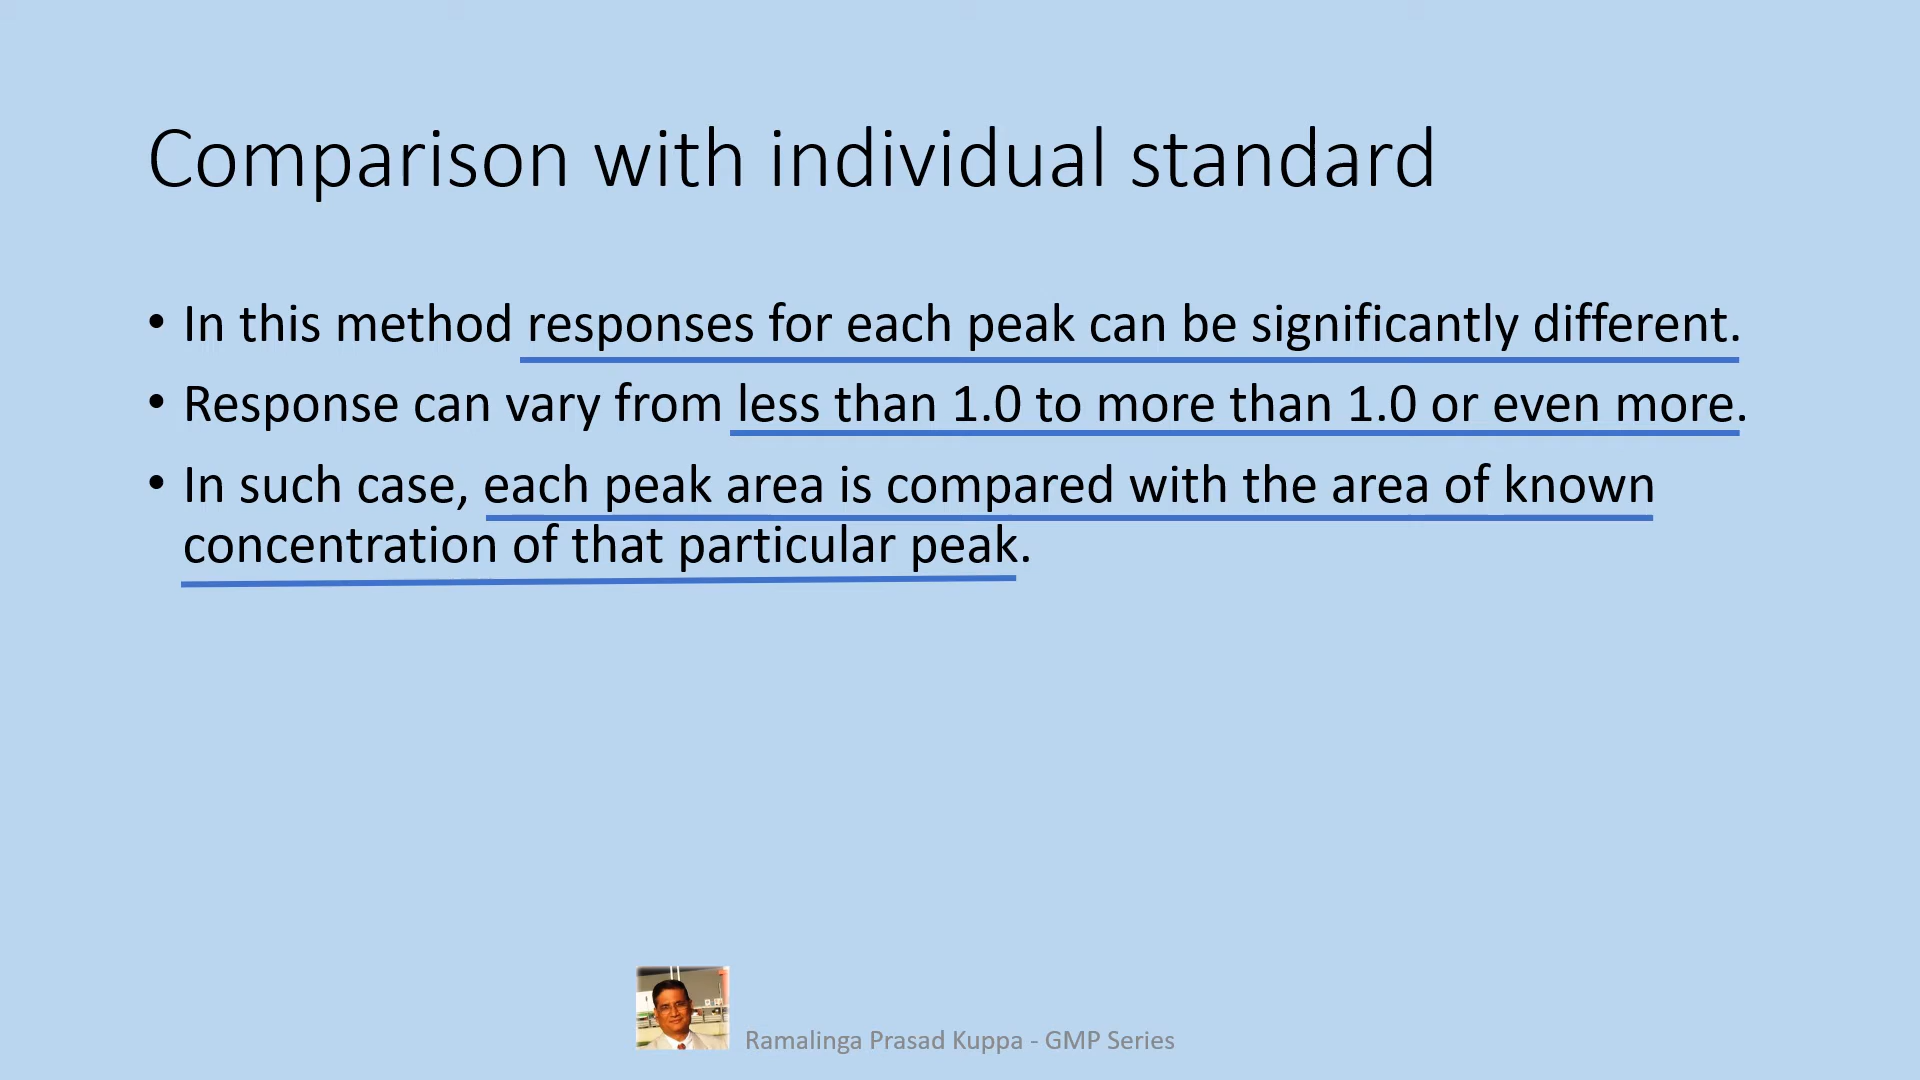 Comparison with individual standard
• In this method responses for each peak can be significantly different.
• Response can vary from less than 1.0 to more than 1.0 or even more.
• In such case, each peak area is compared with the area of known
concentration of that particular peak.
Ramalinga Prasad Kuppa - GMP Series